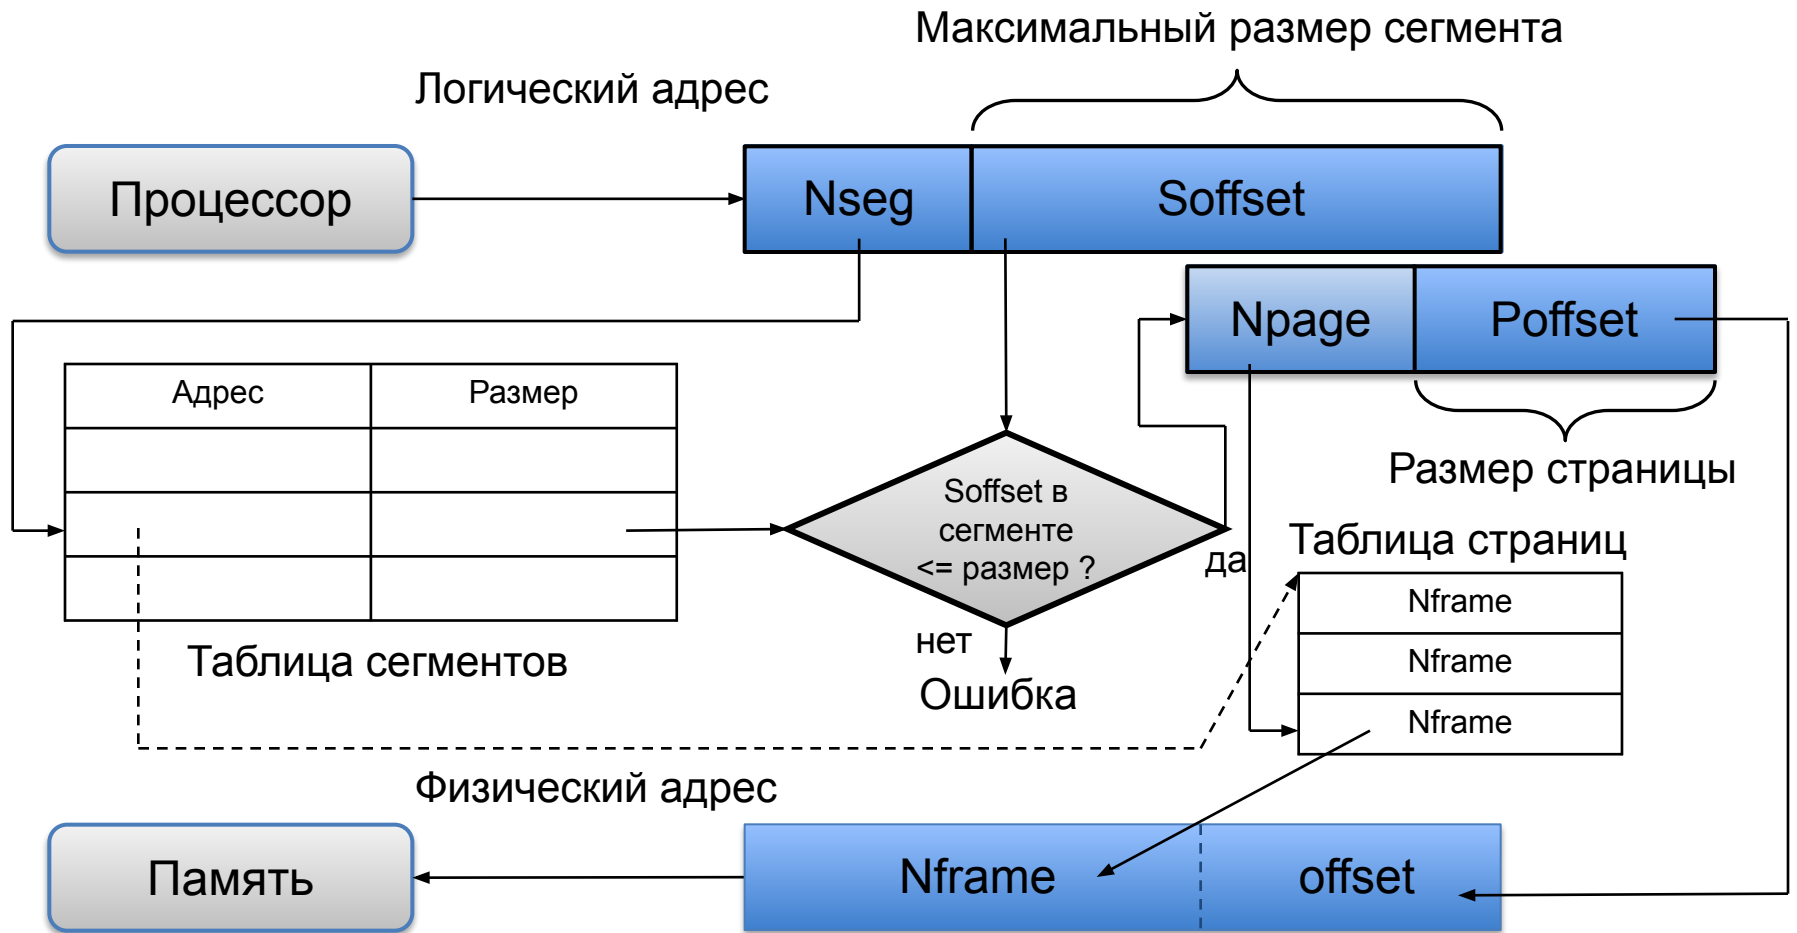 Максимальный размер сегмента
Логический адрес
Процессор
Nseg
Soffset
Npage
Poffset
Адрес
Размер
Размер страницы
Soffset в
сегменте
<= размер ?
да
нет
Ошибка
Таблица страниц
Nframe
Nframe
Nframe
Таблица сегментов
Физический адрес
Память
Nframe
offset